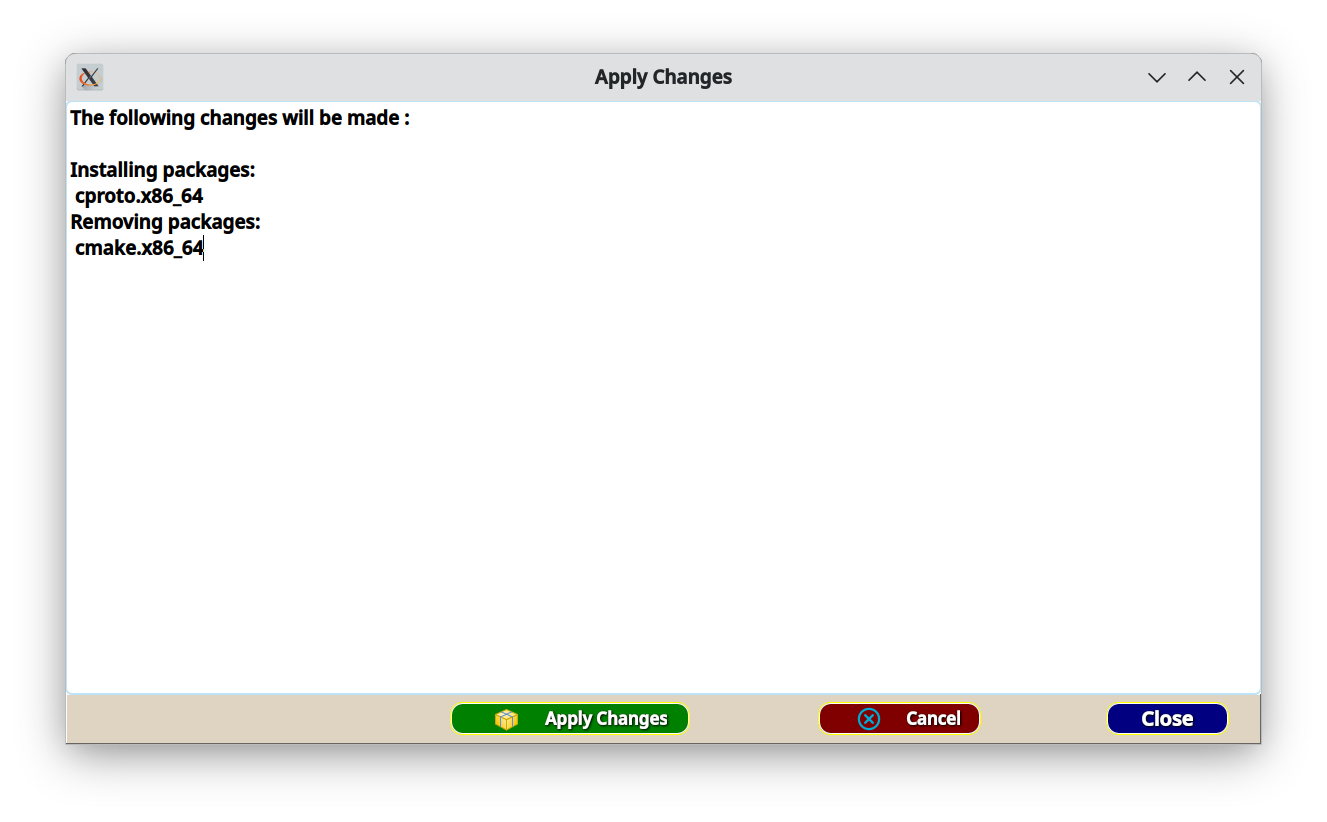 Apply Changes
The following changes will be made :
Installing packages:
cproto.x86_64
Removing packages:
cmake.x86_64
Apply Changes
Cancel
Close